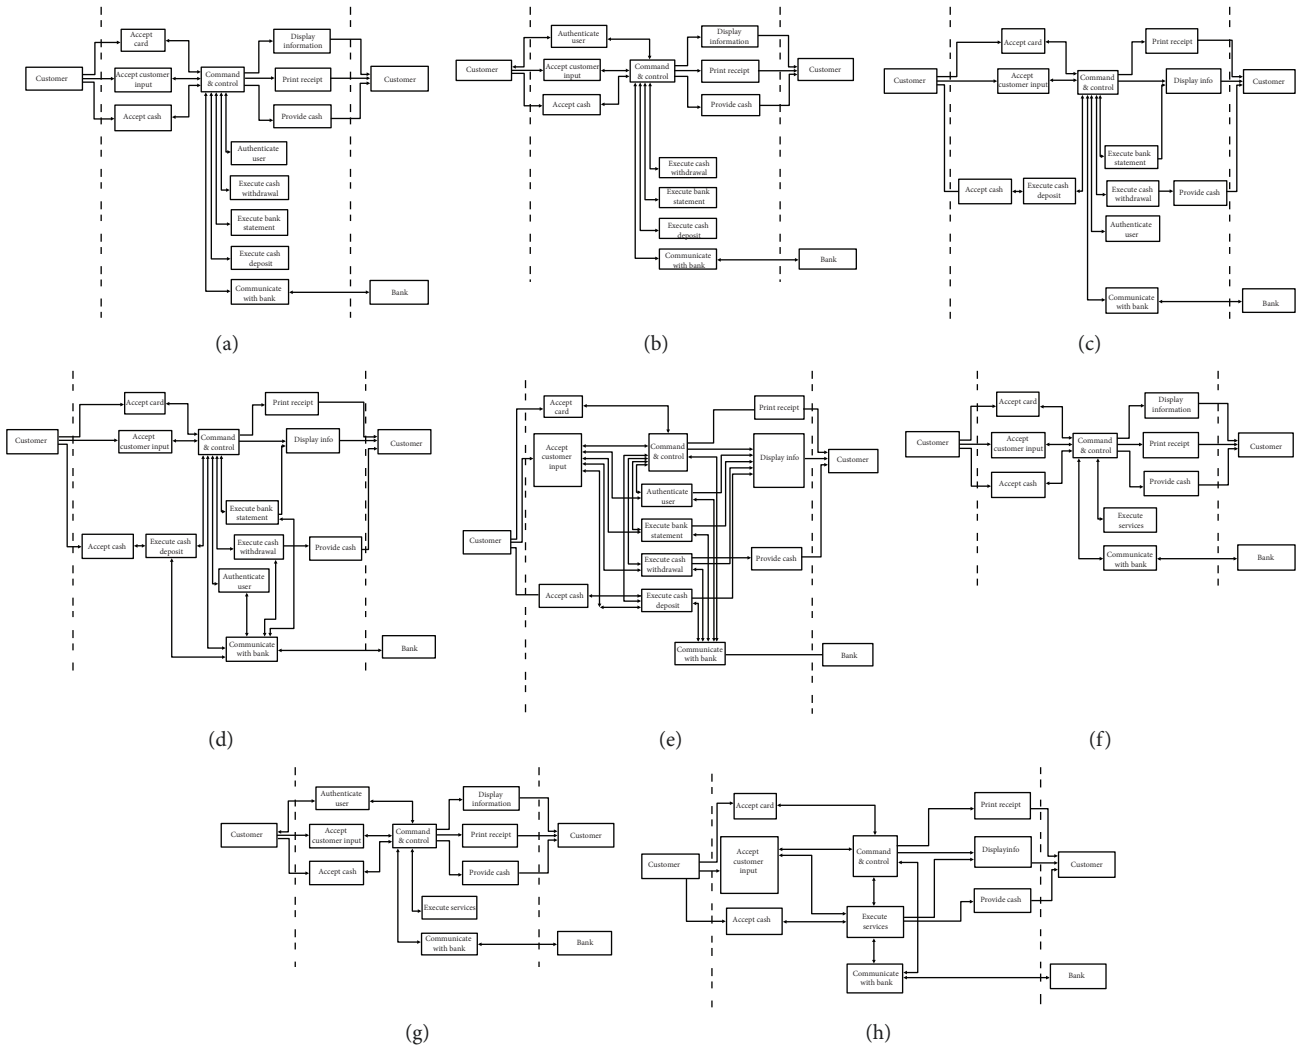 Accept
card
Display
information
Customer
Accept customer
input
Command
& control
Print receipt
Customer
Accept cash
Provide cash
Authenticate
user
Execute cash
withdrawal
Execute bank
statement
Execute cash
deposit
Communicate
with bank
Bank
(a)
Authenticate
user
Display
information
Customer
Accept customer
input
Command
& control
Print receipt
Customer
Accept cash
Provide cash
Execute cash
withdrawal
Execute bank
statement
Execute cash
deposit
Communicate
with bank
Bank
(b)
Accept card
Print receipt
Customer
Accept
customer input
Command
& control
Display info
Customer
Execute bank
statement
Accept cash
Execute cash
deposit
Execute cash
withdrawal
Provide cash
Authenticate
user
Communicate
with bank
Bank
(c)
Accept card
Print receipt
Customer
Accept
customer input
Command
& control
Display info
Customer
Execute bank
statement
Accept cash
Execute cash
deposit
Execute cash
withdrawal
Provide cash
Authenticate
user
Communicate
with bank
Bank
(d)
Accept
card
Print receipt
Accept
customer
input
Command
& control
Display info
Customer
Authenticate
user
Customer
Execute bank
statement
Execute cash
withdrawal
Provide cash
Accept cash
Execute cash
deposit
Communicate
with bank
Bank
(e)
Accept card
Display
information
Customer
Accept
customer input
Command
& control
Print receipt
Customer
Accept cash
Provide cash
Execute
services
Communicate
with bank
Bank
(f)
Authenticate
user
Display
information
Customer
Accept
customer input
Command
& control
Print receipt
Customer
Accept cash
Provide cash
Execute services
Communicate
with bank
Bank
(g)
Accept card
Print receipt
Customer
Accept
customer
input
Command
& control
Displayinfo
Customer
Accept cash
Execute
services
Provide cash
Communicate
with bank
Bank
(h)